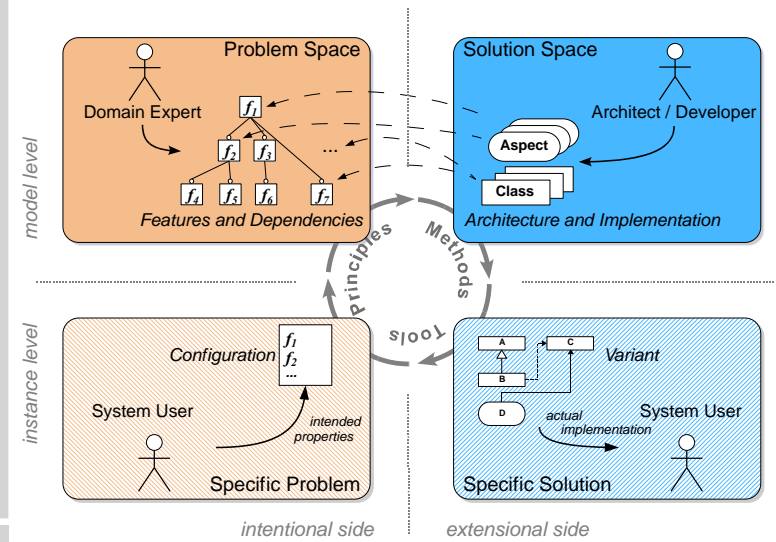 Problem Space
Domain Expert
f1
f2
f3
...
f4
f5
f6
f7
Features and Dependencies
Solution Space
Architect / Developer
Aspect
Class
Architecture and Implementation
model level
Principles
Methods
Tools
instance level
Configuration
f1
f2
...
System User
intended
properties
Specific Problem
A
C
B
D
Variant
actual
implementation
System User
Specific Solution
intentional side
extensional side